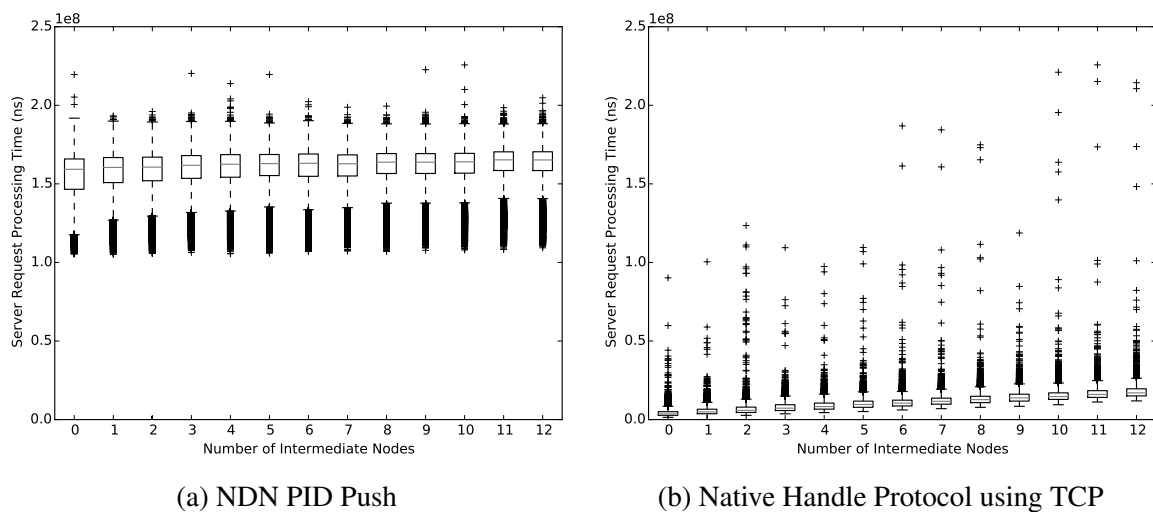 1e8
2.5
2.0
1.5
1.0
0.5
0.0
Server Request Processing Time (ns)
0 1 2 3 4 5 6 7 8 9 10 11 12
Number of Intermediate Nodes
(a) NDN PID Push
1e8
2.5
2.0
1.5
1.0
0.5
0.0
Server Request Processing Time (ns)
0 1 2 3 4 5 6 7 8 9 10 11 12
Number of Intermediate Nodes
(b) Native Handle Protocol using TCP